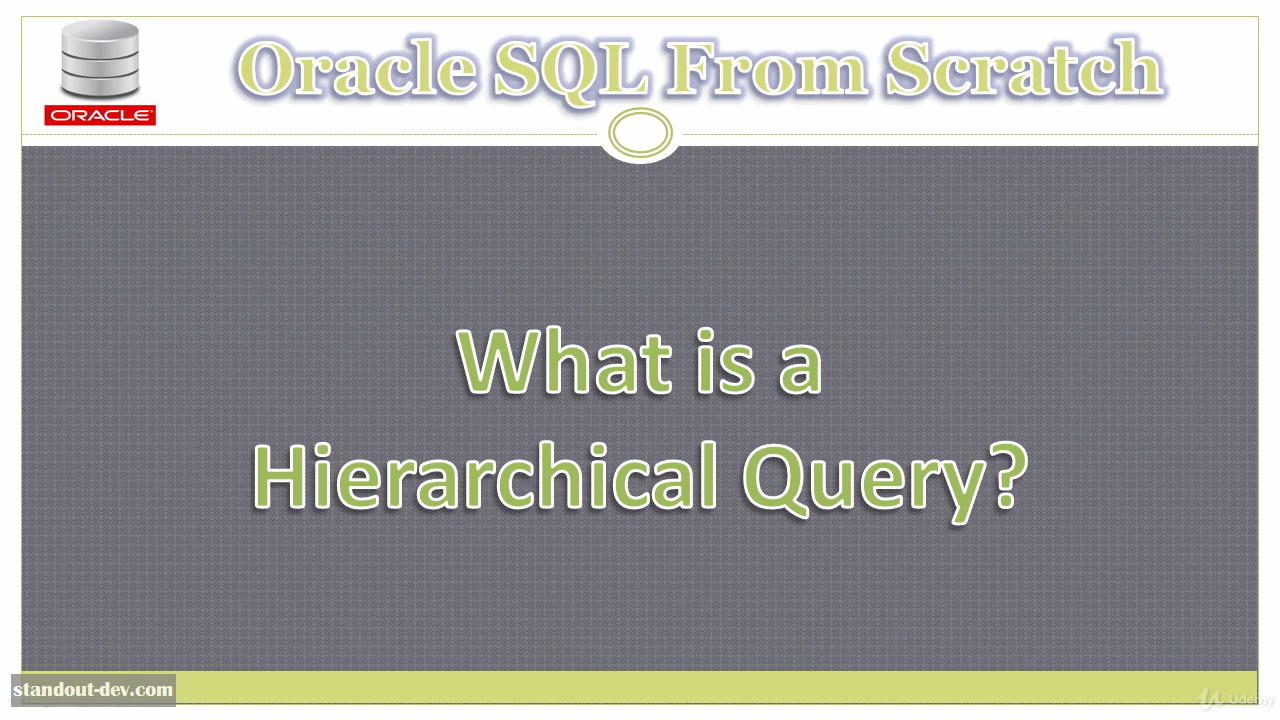 Oracle SQL From Scratch
ORACLE®
What is a
Hierarchical Query?
standout-dev.com
Udemy